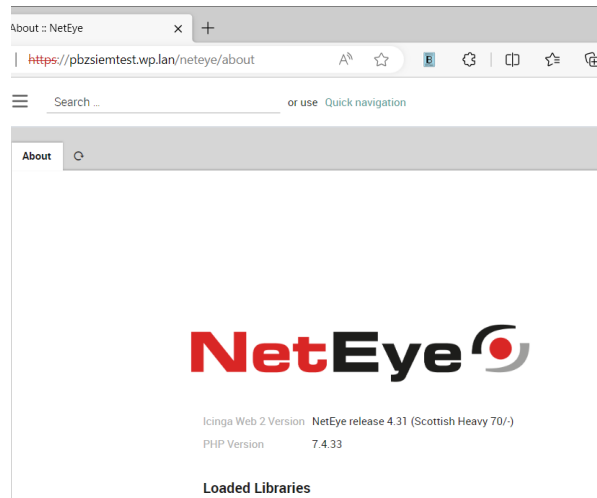 About :: NetEye
https://pbzsiemtest.wp.lan/neteye/about
Search ...
or use Quick navigation
About
NetEye
Icinga Web 2 Version NetEye release 4.31 (Scottish Heavy 70/-)
PHP Version 7.4.33
Loaded Libraries